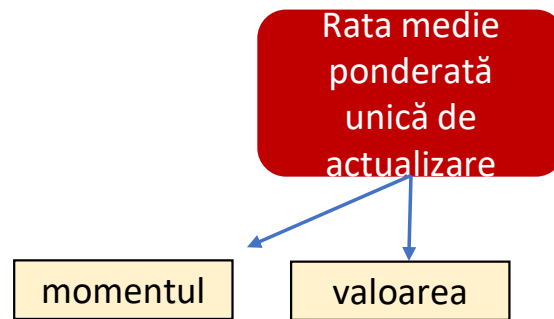 Rata medie
ponderată
unică de
actualizare
momentul
valoarea